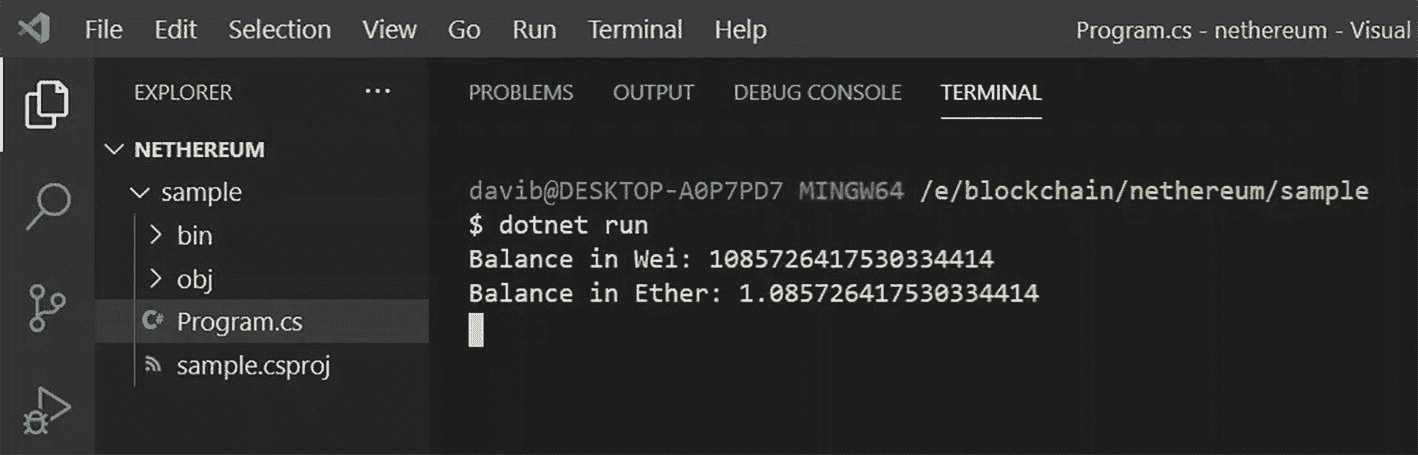 File Edit Selection View Go Run Terminal Help Program.cs - nethereum - Visual
EXPLORER ...
NETHEREUM
sample
bin
obj
C# Program.cs
sample.csproj
PROBLEMS OUTPUT DEBUG CONSOLE TERMINAL
davib@DESKTOP-A0P7PD7 MINGW64 /e/blockchain/nethereum/sample
$ dotnet run
Balance in Wei: 1085726417530334414
Balance in Ether: 1.085726417530334414